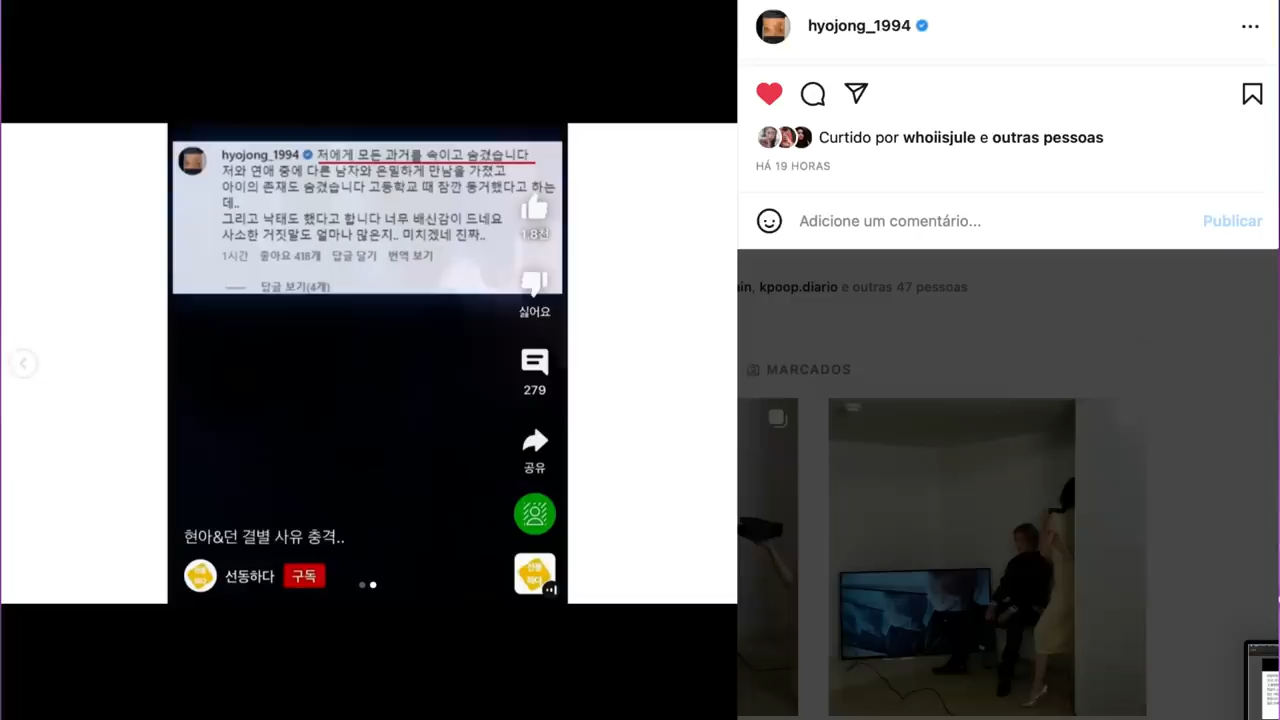 hyojong_1994 저에게 모든 과거를 속이고 숨겼습니다
저와 연애 중에 다른 남자와 은밀하게 만남을 가졌고
아이의 존재도 숨겼습니다 고등학교 때 잠깐 동거했다고 하는
데..
그리고 낙태도 했다고 합니다 너무 배신감이 드네요
사소한 거짓말도 얼마나 많은지.. 미치겠네 진짜..
1시간 좋아요 418개 답글 달기 번역 보기
답글 보기(4개)
1.8천
싫어요
279
공유
현아&던 결별 사유 충격..
선동하다 구독
선동
하다
hyojong_1994
Curtido por whoiisjule e outras pessoas
HÁ 19 HORAS
Adicione um comentário... Publicar
in, kpoop.diario e outras 47 pessoas
MARCADOS